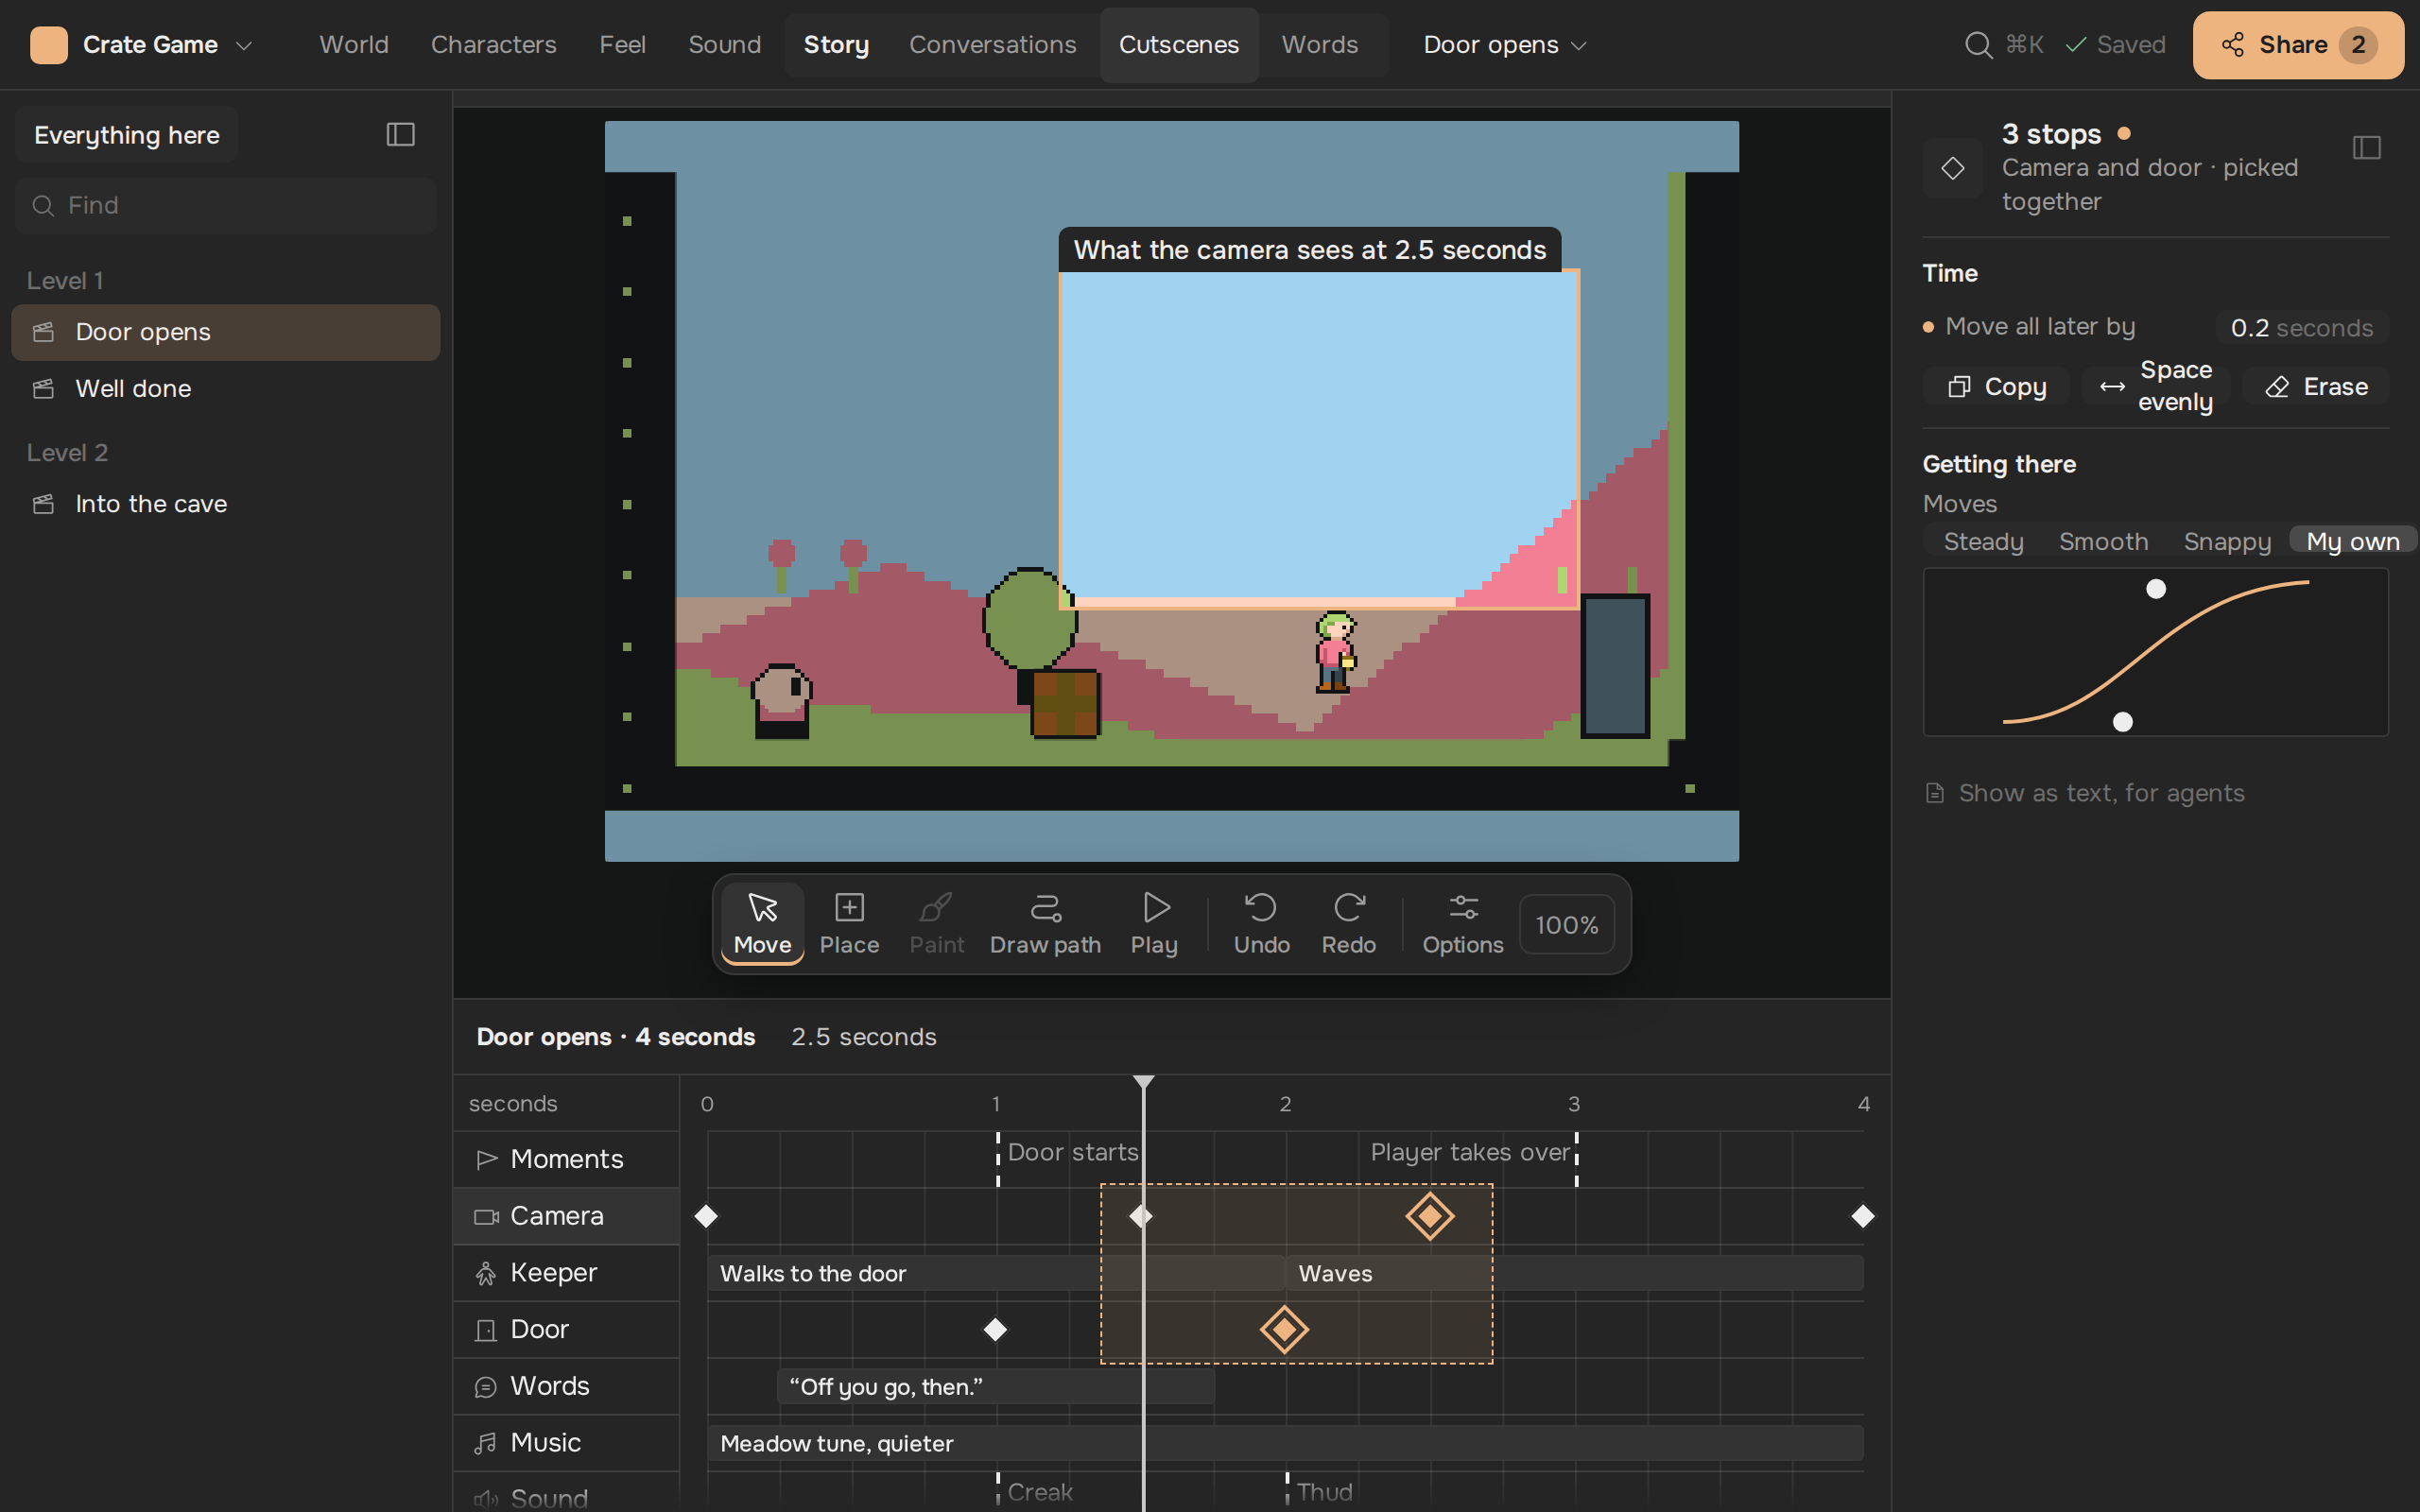 Crate Game
World
Characters
Feel
Sound
Story
Conversations
Cutscenes
Words
Door opens
⌘K
Saved
Share 2
Everything here
Find
Level 1
Door opens
Well done
Level 2
Into the cave
What the camera sees at 2.5 seconds
Move
Place
Paint
Draw path
Play
Undo
Redo
Options
100%
3 stops
Camera and door · picked
together
Time
Move all later by
0.2 seconds
Copy
Space
evenly
Erase
Getting there
Moves
Steady
Smooth
Snappy
My own
Show as text, for agents
Door opens · 4 seconds
2.5 seconds
seconds
0
1
2
3
4
Moments
Door starts
Player takes over
Camera
Keeper
Walks to the door
Waves
Door
Words
“Off you go, then.”
Music
Meadow tune, quieter
Sound
Creak
Thud